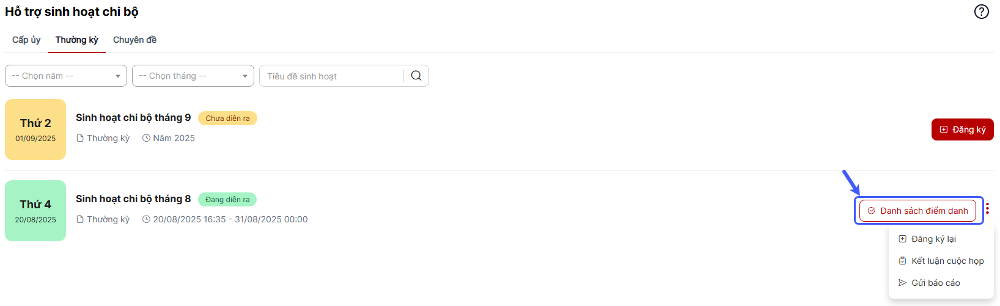 Hỗ trợ sinh hoạt chi bộ
Cấp ủy Thường kỳ Chuyên đề
-- Chọn năm -- -- Chọn tháng -- Tiêu đề sinh hoạt
Thứ 2
01/09/2025
Sinh hoạt chi bộ tháng 9 Chưa diễn ra
Thường kỳ Năm 2025
Đăng ký
Thứ 4
20/08/2025
Sinh hoạt chi bộ tháng 8 Đang diễn ra
Thường kỳ 20/08/2025 16:35 - 31/08/2025 00:00
Danh sách điểm danh
Đăng ký lại
Kết luận cuộc họp
Gửi báo cáo